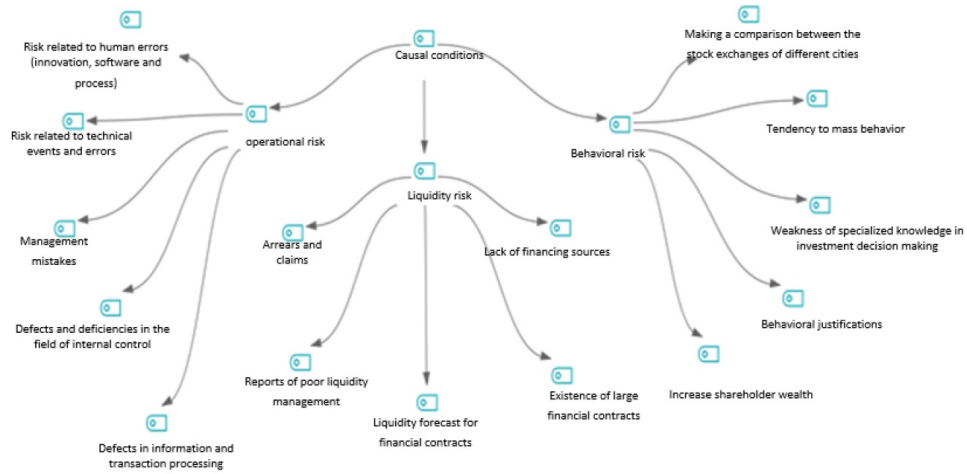 Causal conditions
operational risk
Risk related to human errors
(innovation, software and
process)
Risk related to technical
events and errors
Management
mistakes
Defects and deficiencies in the
field of internal control
Defects in information and
transaction processing
Liquidity risk
Arrears and
claims
Reports of poor liquidity
management
Liquidity forecast for
financial contracts
Existence of large
financial contracts
Lack of financing sources
Behavioral risk
Making a comparison between the
stock exchanges of different cities
Tendency to mass behavior
Weakness of specialized knowledge in
investment decision making
Behavioral justifications
Increase shareholder wealth